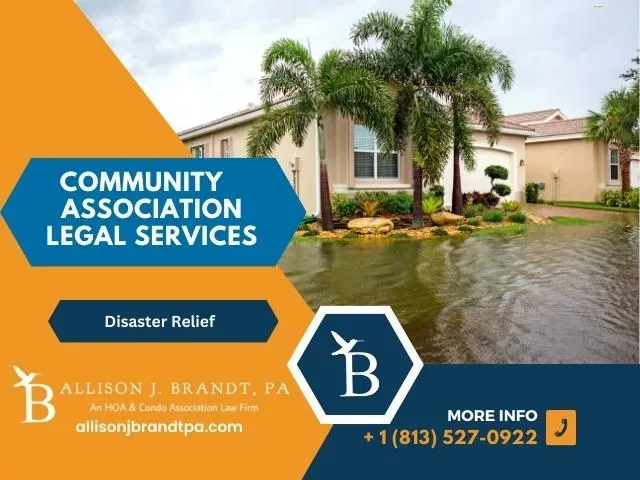 COMMUNITY
ASSOCIATION
LEGAL SERVICES
Disaster Relief
B ALLISON J. BRANDT, PA
An HOA & Condo Association Law Firm
allisonjbrandtpa.com
B
MORE INFO
+ 1 (813) 527-0922